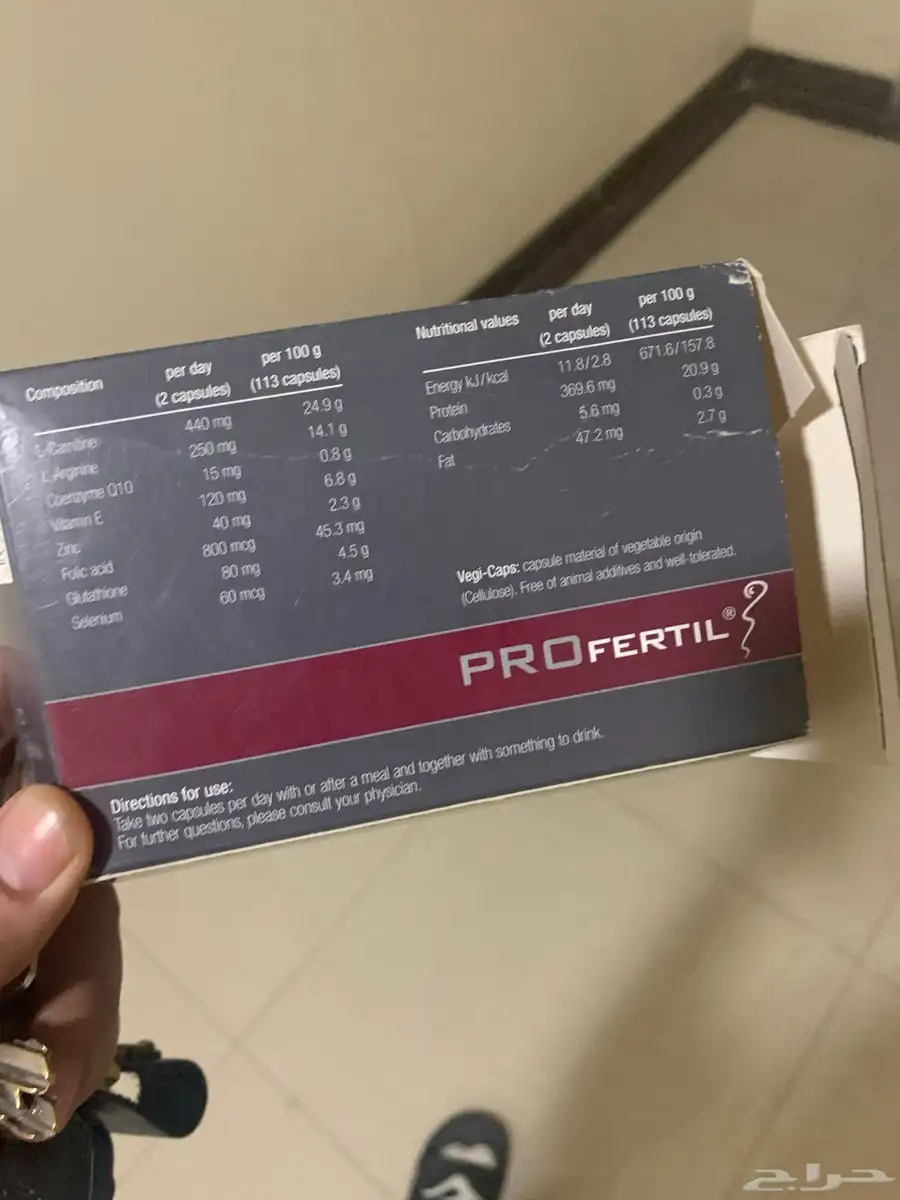 Composition per day per 100 g
(2 capsules) (113 capsules)
L-Carnitine 440 mg 24.9 g
L-Arginine 250 mg 14.1 g
Coenzyme Q10 15 mg 0.8 g
Vitamin E 120 mg 6.8 g
Zinc 40 mg 2.3 g
Folic acid 800 mcg 45.3 mg
Glutathione 80 mg 4.5 g
Selenium 60 mcg 3.4 mg
Nutritional values per day per 100 g
(2 capsules) (113 capsules)
Energy kJ/kcal 11.8/2.8 671.6/157.8
Protein 369.6 mg 20.9 g
Carbohydrates 5.6 mg 0.3 g
Fat 47.2 mg 2.7 g
Vegi-Caps: capsule material of vegetable origin
(Cellulose). Free of animal additives and well-tolerated.
PROFERTIL®
Directions for use:
Take two capsules per day with or after a meal and together with something to drink.
For further questions, please consult your physician.
حراج